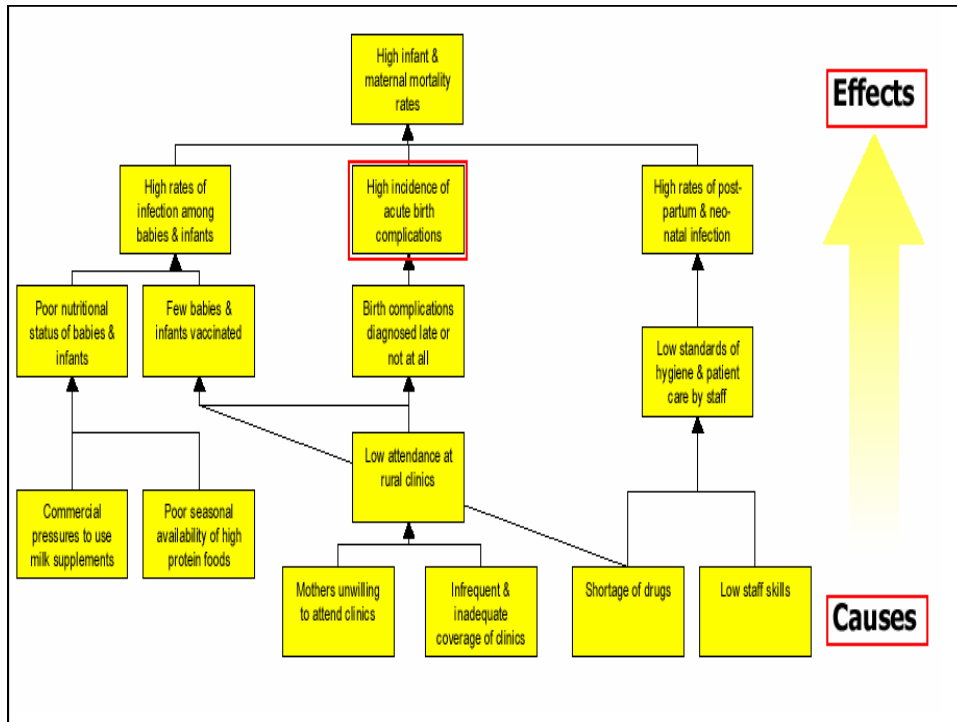 High infant &
maternal mortality
rates
Effects
High rates of
infection among
babies & infants
High incidence of
acute birth
complications
High rates of post-
partum & neo-
natal infection
Poor nutritional
status of babies &
infants
Few babies &
infants vaccinated
Birth complications
diagnosed late or
not at all
Low standards of
hygiene & patient
care by staff
Low attendance at
rural clinics
Commercial
pressures to use
milk supplements
Poor seasonal
availability of high
protein foods
Mothers unwilling
to attend clinics
Infrequent &
inadequate
coverage of clinics
Shortage of drugs
Low staff skills
Causes